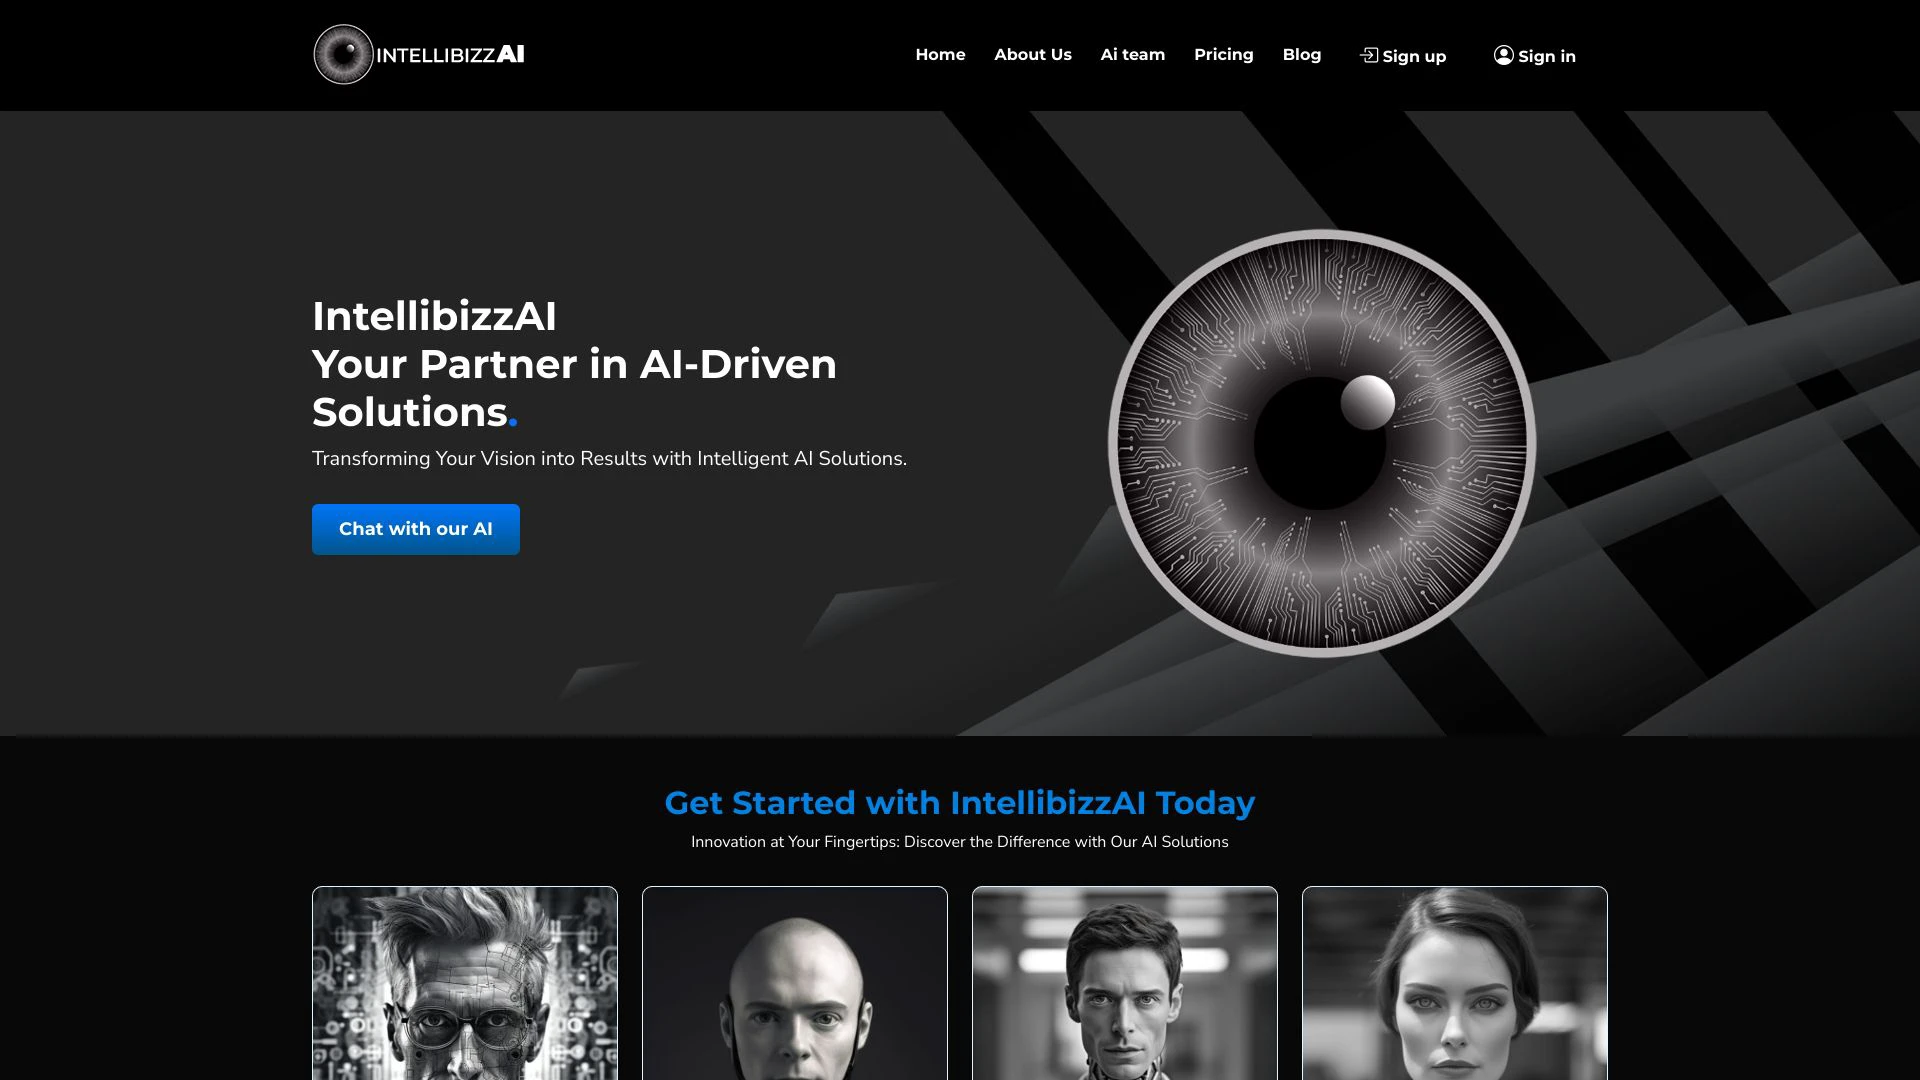 INTELLIBIZZAI
Home
About Us
Ai team
Pricing
Blog
Sign up
Sign in
IntellibizzAI
Your Partner in AI-Driven
Solutions.
Transforming Your Vision into Results with Intelligent AI Solutions.
Chat with our AI
Get Started with IntellibizzAI Today
Innovation at Your Fingertips: Discover the Difference with Our AI Solutions